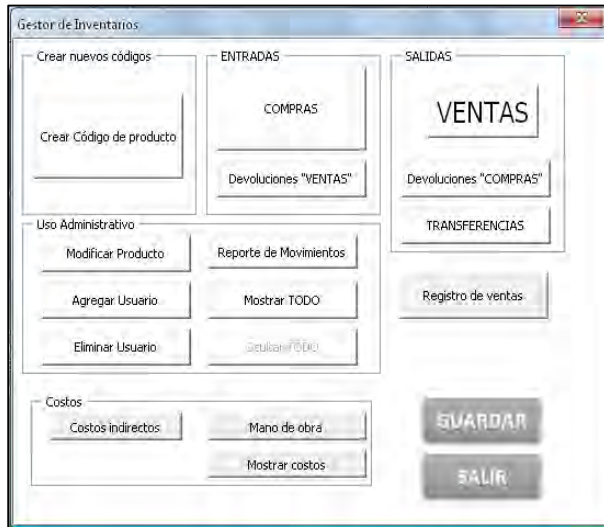 Gestor de Inventarios
Crear nuevos códigos
Crear Código de producto
ENTRADAS
COMPRAS
Devoluciones "VENTAS"
SALIDAS
VENTAS
Devoluciones "COMPRAS"
TRANSFERENCIAS
Uso Administrativo
Modificar Producto
Reporte de Movimientos
Agregar Usuario
Mostrar TODO
Eliminar Usuario
Ocultar TODO
Registro de ventas
Costos
Costos indirectos
Mano de obra
Mostrar costos
GUARDAR
SALIR